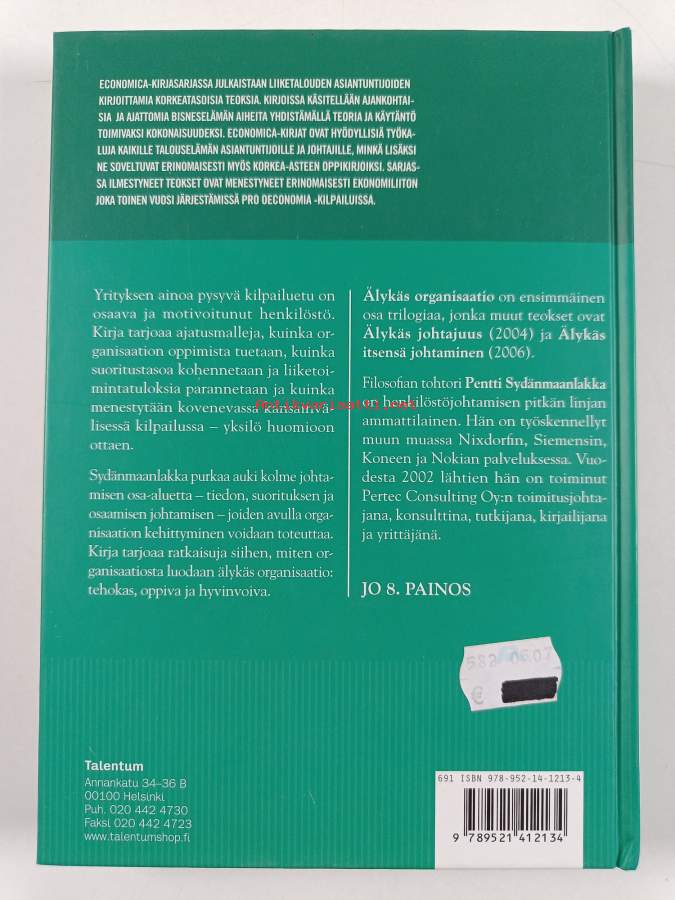 ECONOMICA-KIRJASARJASSA JULKAISTAAN LIIKETALOUDEN ASIANTUNTIJOIDEN
KIRJOITTAMIA KORKEATASOISIA TEOKSIA. KIRJOISSA KÄSITELLÄÄN AJANKOHTAI-
SIA JA AJATTOMIA BISNESELÄMÄN AIHEITA YHDISTÄMÄLLÄ TEORIA JA KÄYTÄNTÖ
TOIMIVAKSI KOKONAISUUDEKSI. ECONOMICA-KIRJAT OVAT HYÖDYLLISIÄ TYÖKA-
LUJA KAIKILLE TALOUSELÄMÄN ASIANTUNTIJOILLE JA JOHTAJILLE, MINKÄ LISÄKSI
NE SOVELTUVAT ERINOMAISESTI MYÖS KORKEA-ASTEEN OPPIKIRJOIKSI. SARJAS-
SA ILMESTYNEET TEOKSET OVAT MENESTYNEET ERINOMAISESTI EKONOMILIITON
JOKA TOINEN VUOSI JÄRJESTÄMISSÄ PRO OECONOMIA -KILPAILUISSA.
Yrityksen ainoa pysyvä kilpailuetu on
osaava ja motivoitunut henkilöstö.
Kirja tarjoaa ajatusmalleja, kuinka or-
ganisaation oppimista tuetaan, kuinka
suoritustasoa kohennetaan ja liiketoi-
mintatuloksia parannetaan ja kuinka
menestytään kovenevassa kansainvä-
lisessä kilpailussa – yksilö huomioon
ottaen.
Sydänmaanlakka purkaa auki kolme johta-
misen osa-aluetta – tiedon, suorituksen ja
osaamisen johtamisen – joiden avulla orga-
nisaation kehittyminen voidaan toteuttaa.
Kirja tarjoaa ratkaisuja siihen, miten or-
ganisaatiosta luodaan älykäs organisaatio:
tehokas, oppiva ja hyvinvoiva.
Älykäs organisaatio on ensimmäinen
osa trilogiaa, jonka muut teokset ovat
Älykäs johtajuus (2004) ja Älykäs
itsensä johtaminen (2006).
Filosofian tohtori Pentti Sydänmaanlakka
on henkilöstöjohtamisen pitkän linjan
ammattilainen. Hän on työskennellyt
muun muassa Nixdorfin, Siemensin,
Koneen ja Nokian palveluksessa. Vuo-
desta 2002 lähtien hän on toiminut
Pertec Consulting Oy:n toimitusjohta-
jana, konsulttina, tutkijana, kirjailijana
ja yrittäjänä.
JO 8. PAINOS
antikvariaatti.net
582 0607
€
Talentum
Annankatu 34–36 B
00100 Helsinki
Puh. 020 442 4730
Faksi 020 442 4723
www.talentumshop.fi
691 ISBN 978-952-14-1213-4
9 789521 412134